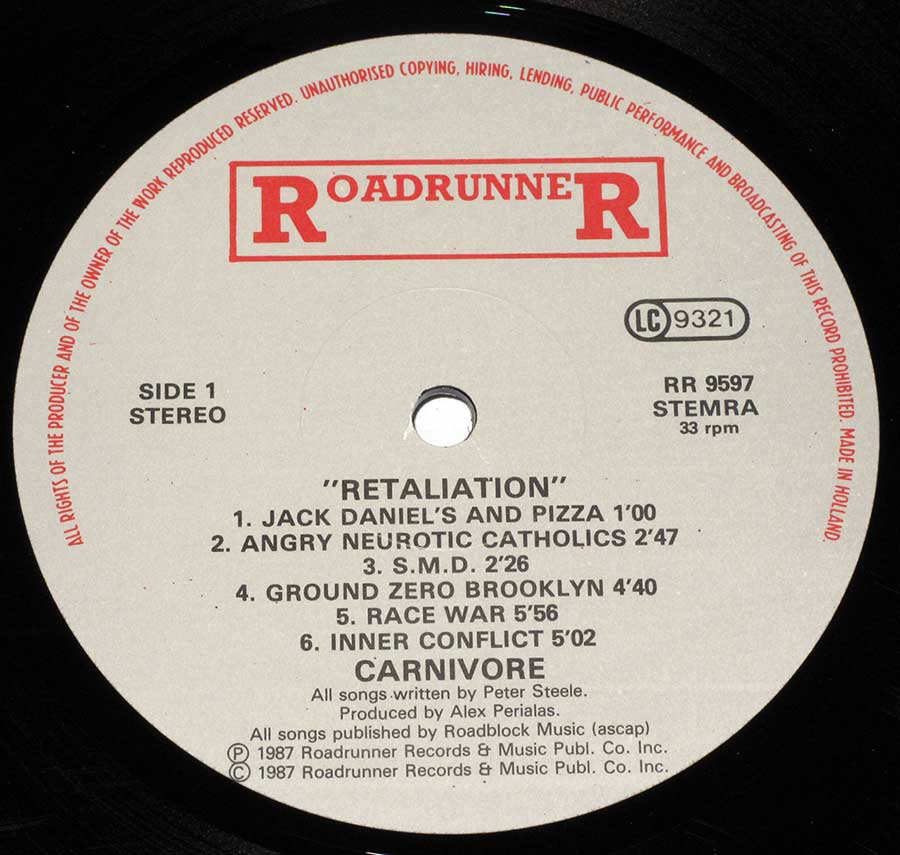 ALL RIGHTS OF THE PRODUCER AND OF THE OWNER OF THE WORK REPRODUCED RESERVED. UNAUTHORISED COPYING, HIRING, LENDING, PUBLIC PERFORMANCE AND BROADCASTING OF THIS RECORD PROHIBITED. MADE IN HOLLAND.
ROADRUNNER
LC 9321
SIDE 1
STEREO
RR 9597
STEMRA
33 rpm
"RETALIATION"
1. JACK DANIEL'S AND PIZZA 1'00
2. ANGRY NEUROTIC CATHOLICS 2'47
3. S.M.D. 2'26
4. GROUND ZERO BROOKLYN 4'40
5. RACE WAR 5'56
6. INNER CONFLICT 5'02
CARNIVORE
All songs written by Peter Steele.
Produced by Alex Perialas.
All songs published by Roadblock Music (ascap)
Ⓟ 1987 Roadrunner Records & Music Publ. Co. Inc.
© 1987 Roadrunner Records & Music Publ. Co. Inc.